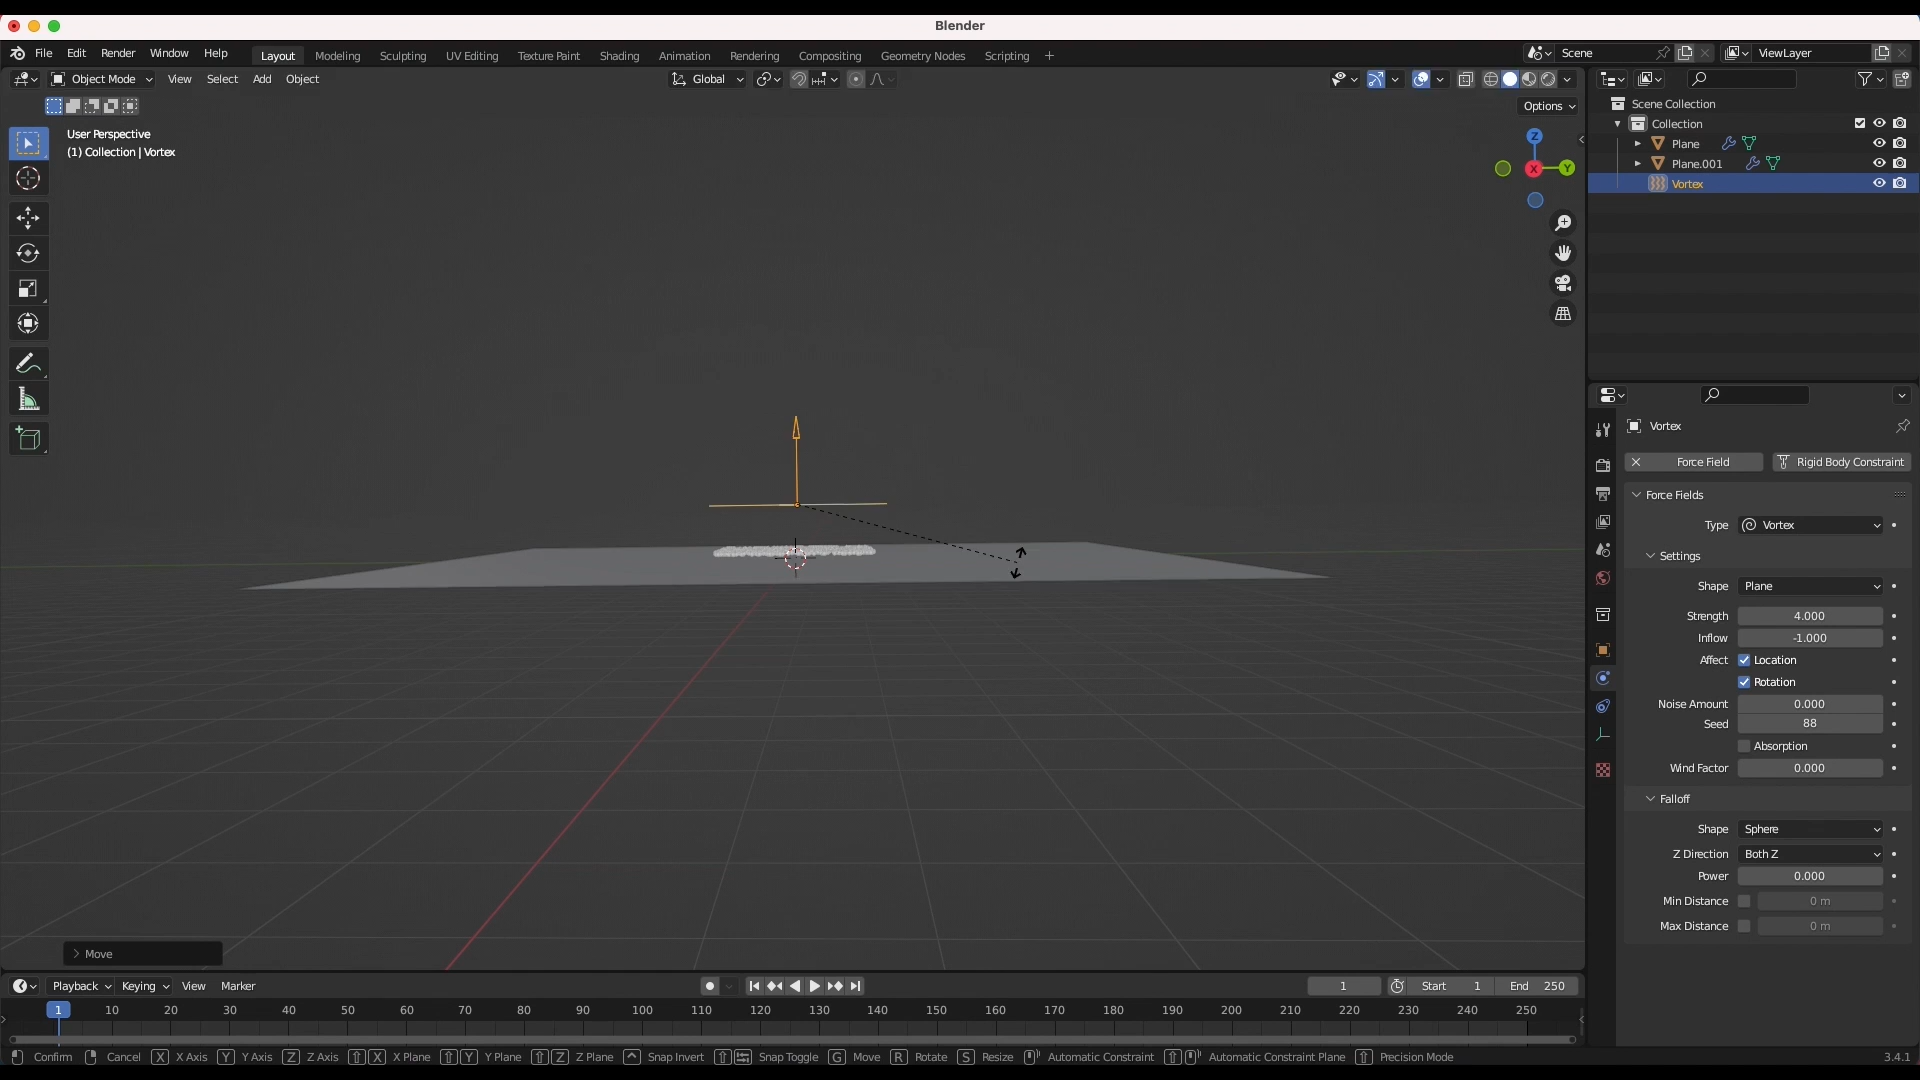 Blender
File Edit Render Window Help Layout Modeling Sculpting UV Editing Texture Paint Shading Animation Rendering Compositing Geometry Nodes Scripting + Scene ViewLayer
Object Mode View Select Add Object Global
Options
User Perspective
(1) Collection | Vortex
Z
X
Y
Scene Collection
Collection
Plane
Plane.001
Vortex
Vortex
Force Field Rigid Body Constraint
Force Fields
Type Vortex
Settings
Shape Plane
Strength 4.000
Inflow -1.000
Affect Location
Rotation
Noise Amount 0.000
Seed 88
Absorption
Wind Factor 0.000
Falloff
Shape Sphere
Z Direction Both Z
Power 0.000
Min Distance 0 m
Max Distance 0 m
Move
Playback Keying View Marker 1 Start 1 End 250
1 10 20 30 40 50 60 70 80 90 100 110 120 130 140 150 160 170 180 190 200 210 220 230 240 250
Confirm Cancel X X Axis Y Y Axis Z Z Axis X X Plane Y Y Plane Z Z Plane Snap Invert Snap Toggle G Move R Rotate S Resize Automatic Constraint Automatic Constraint Plane Precision Mode 3.4.1